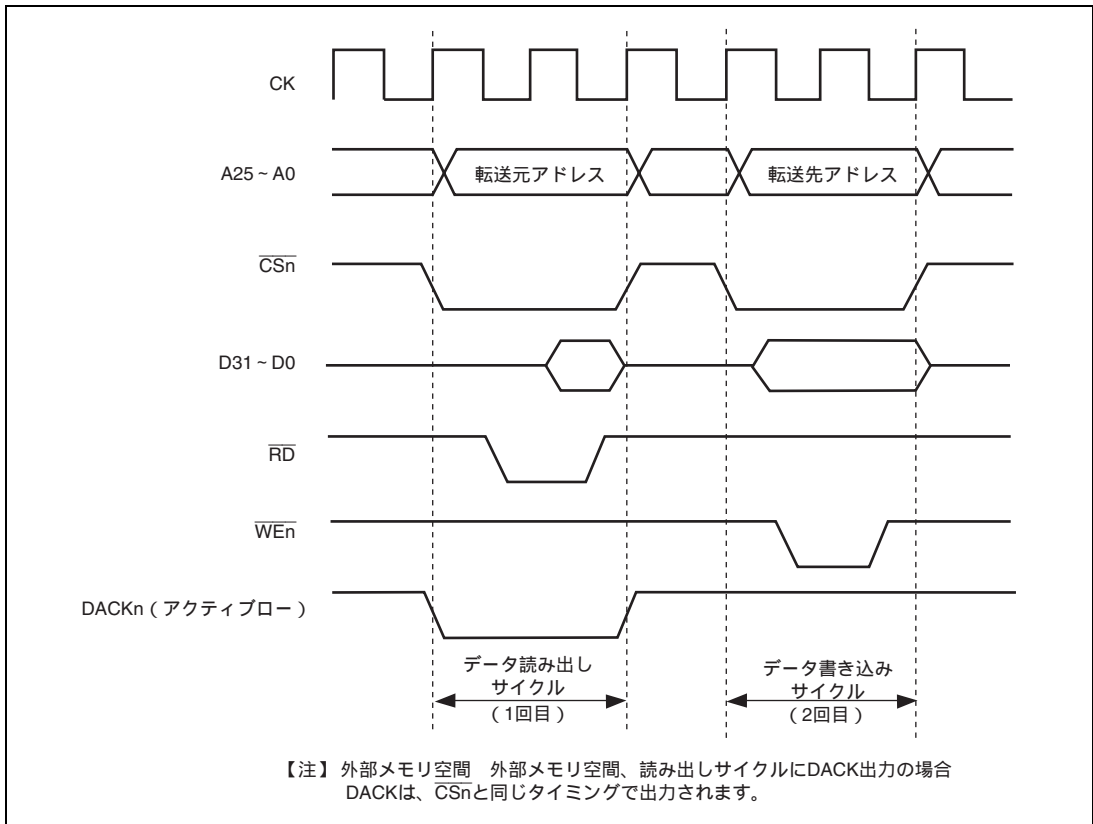 CK
A25 ~ A0
転送元アドレス
転送先アドレス
CSn
D31 ~ D0
RD
WEn
DACKn ( アクティブロー )
データ読み出し
サイクル
( 1回目 )
データ書き込み
サイクル
( 2回目 )
【注】 外部メモリ空間 外部メモリ空間、読み出しサイクルにDACK出力の場合
DACKは、CSnと同じタイミングで出力されます。